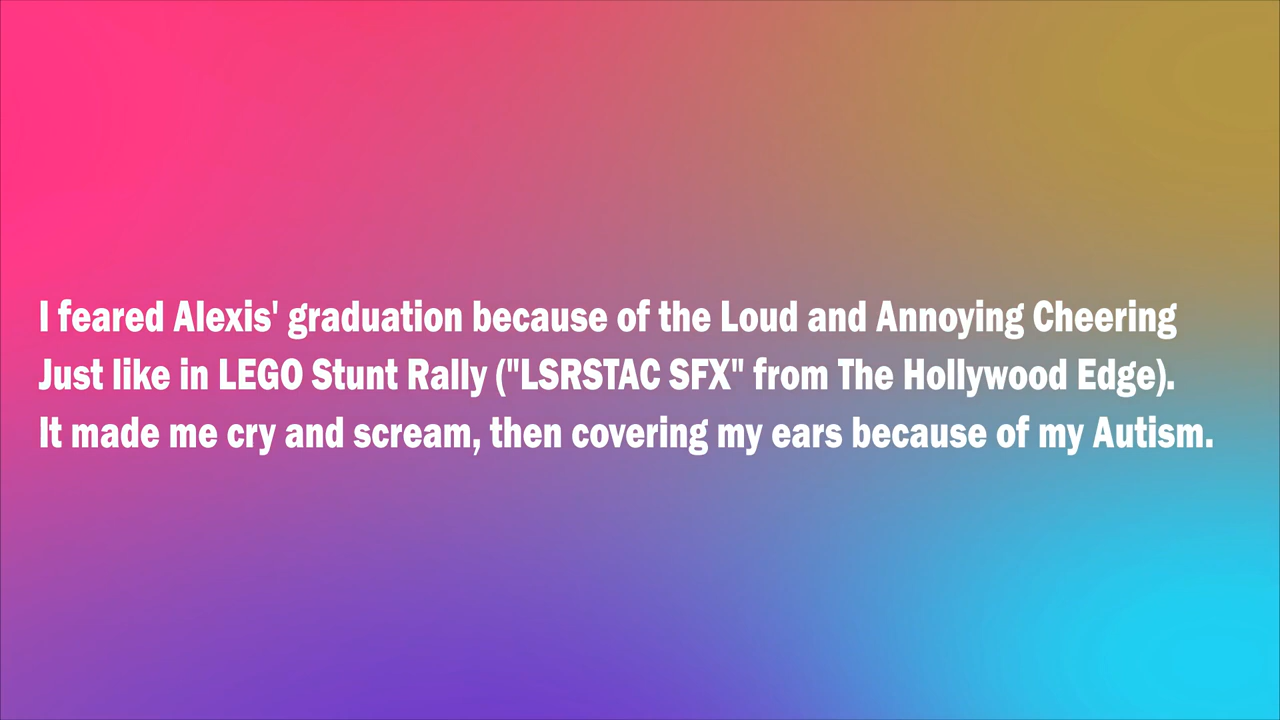 I feared Alexis' graduation because of the Loud and Annoying Cheering
Just like in LEGO Stunt Rally ("LSRSTAC SFX" from The Hollywood Edge).
It made me cry and scream, then covering my ears because of my Autism.